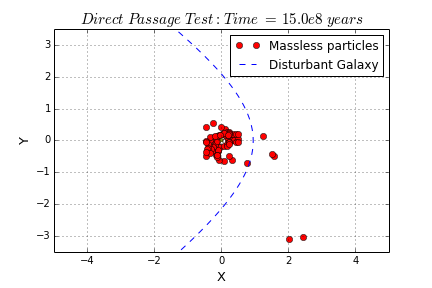 Direct Passage Test : Time = 15.0e8 years
Massless particles
Disturbant Galaxy
3
2
1
0
−1
−2
−3
Y
−4
−2
0
2
4
X